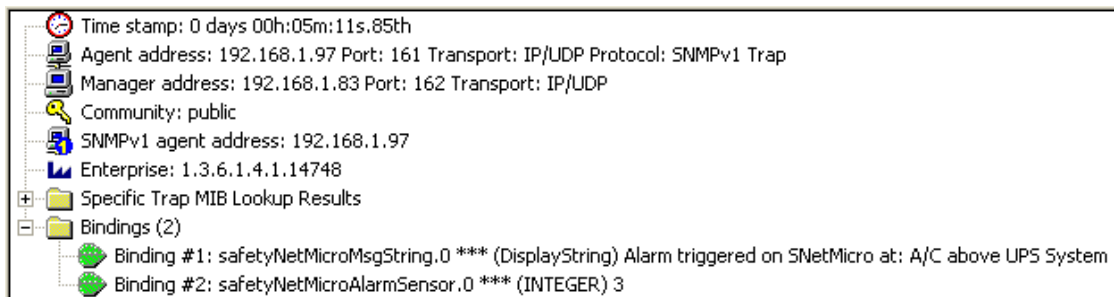 Time stamp: 0 days 00h:05m:11s.85th
Agent address: 192.168.1.97 Port: 161 Transport: IP/UDP Protocol: SNMPv1 Trap
Manager address: 192.168.1.83 Port: 162 Transport: IP/UDP
Community: public
SNMPv1 agent address: 192.168.1.97
Enterprise: 1.3.6.1.4.1.14748
Specific Trap MIB Lookup Results
Bindings (2)
Binding #1: safetyNetMicroMsgString.0 *** (DisplayString) Alarm triggered on SNetMicro at: A/C above UPS System
Binding #2: safetyNetMicroAlarmSensor.0 *** (INTEGER) 3